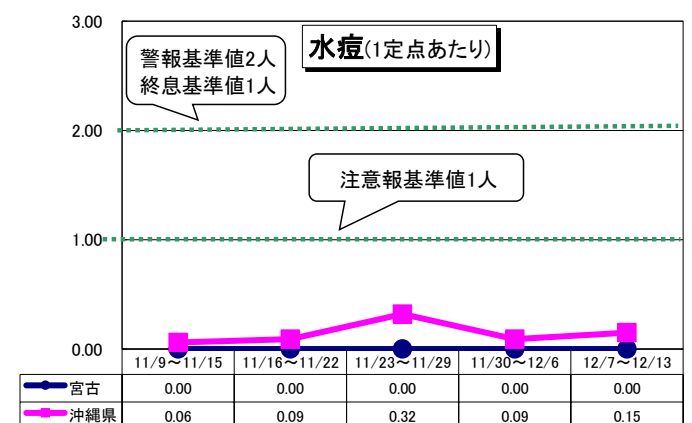 3.00
水痘(1定点あたり)
警報基準値2人
終息基準値1人
2.00
注意報基準値1人
1.00
0.00
11/9～11/15 11/16～11/22 11/23～11/29 11/30～12/6 12/7～12/13
宮古 0.00 0.00 0.00 0.00 0.00
沖縄県 0.06 0.09 0.32 0.09 0.15